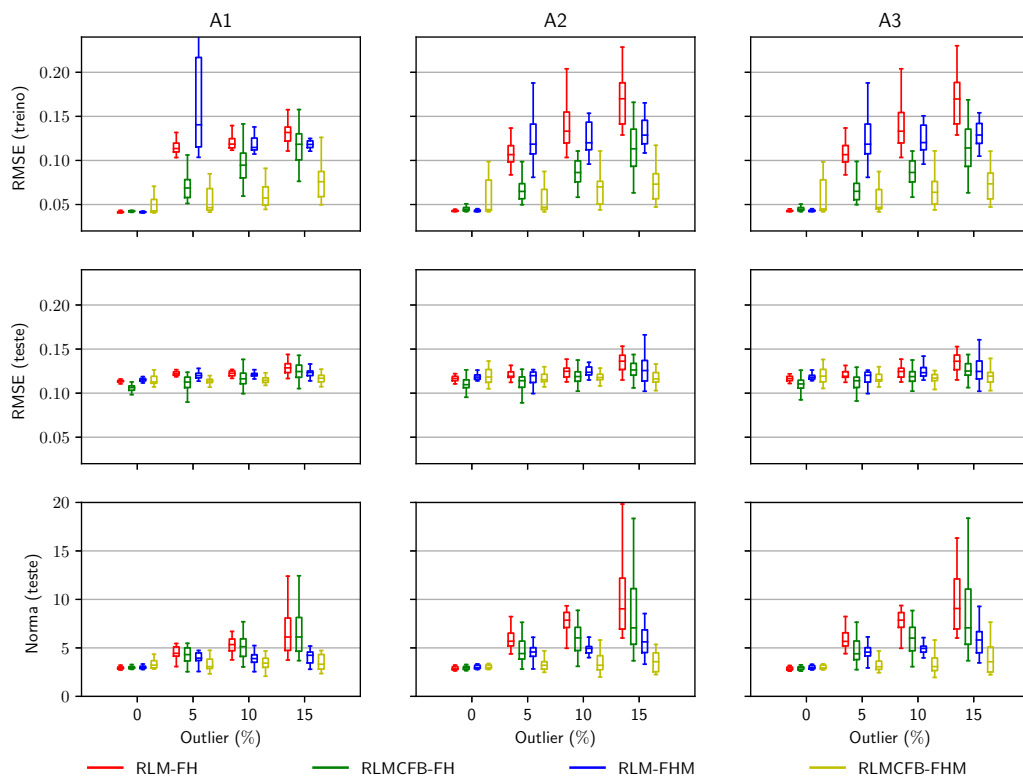 A1 A2 A3
0.20
0.15
0.10
0.05
RMSE (treino)
0.20
0.15
0.10
0.05
RMSE (teste)
20
15
10
5
0
Norma (teste)
0 5 10 15 0 5 10 15 0 5 10 15
Outlier (%) Outlier (%) Outlier (%)
RLM-FH RLMCFB-FH RLM-FHM RLMCFB-FHM